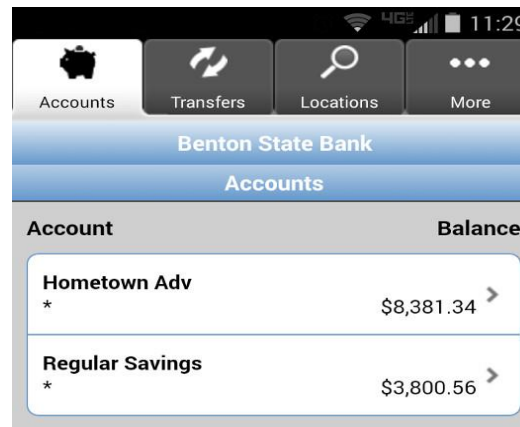 4G 11:29
Accounts Transfers Locations More
Benton State Bank
Accounts
Account Balance
Hometown Adv
* $8,381.34
Regular Savings
* $3,800.56